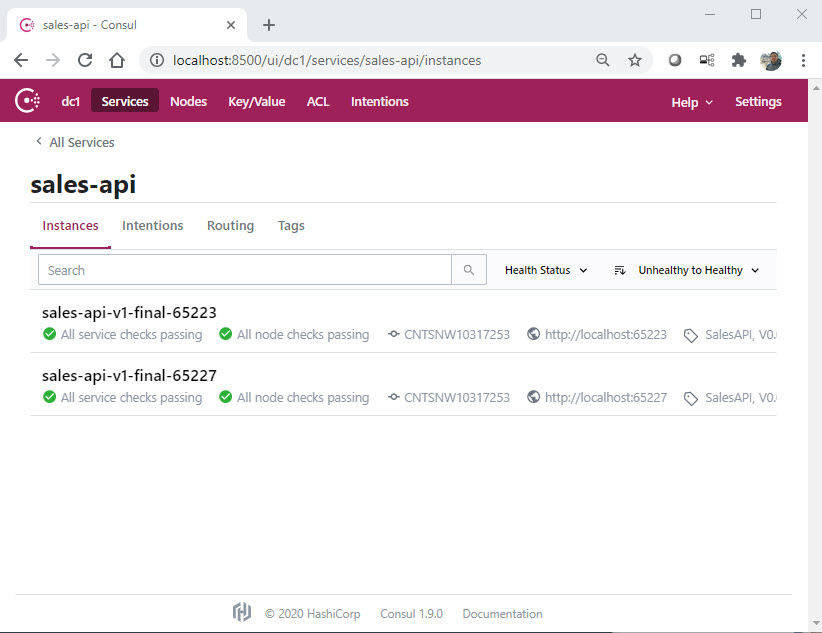 sales-api - Consul
localhost:8500/ui/dc1/services/sales-api/instances
dc1 Services Nodes Key/Value ACL Intentions Help Settings
All Services
sales-api
Instances Intentions Routing Tags
Search Health Status Unhealthy to Healthy
sales-api-v1-final-65223
All service checks passing All node checks passing CNTSNW10317253 http://localhost:65223 SalesAPI, V0.
sales-api-v1-final-65227
All service checks passing All node checks passing CNTSNW10317253 http://localhost:65227 SalesAPI, V0.
© 2020 HashiCorp Consul 1.9.0 Documentation